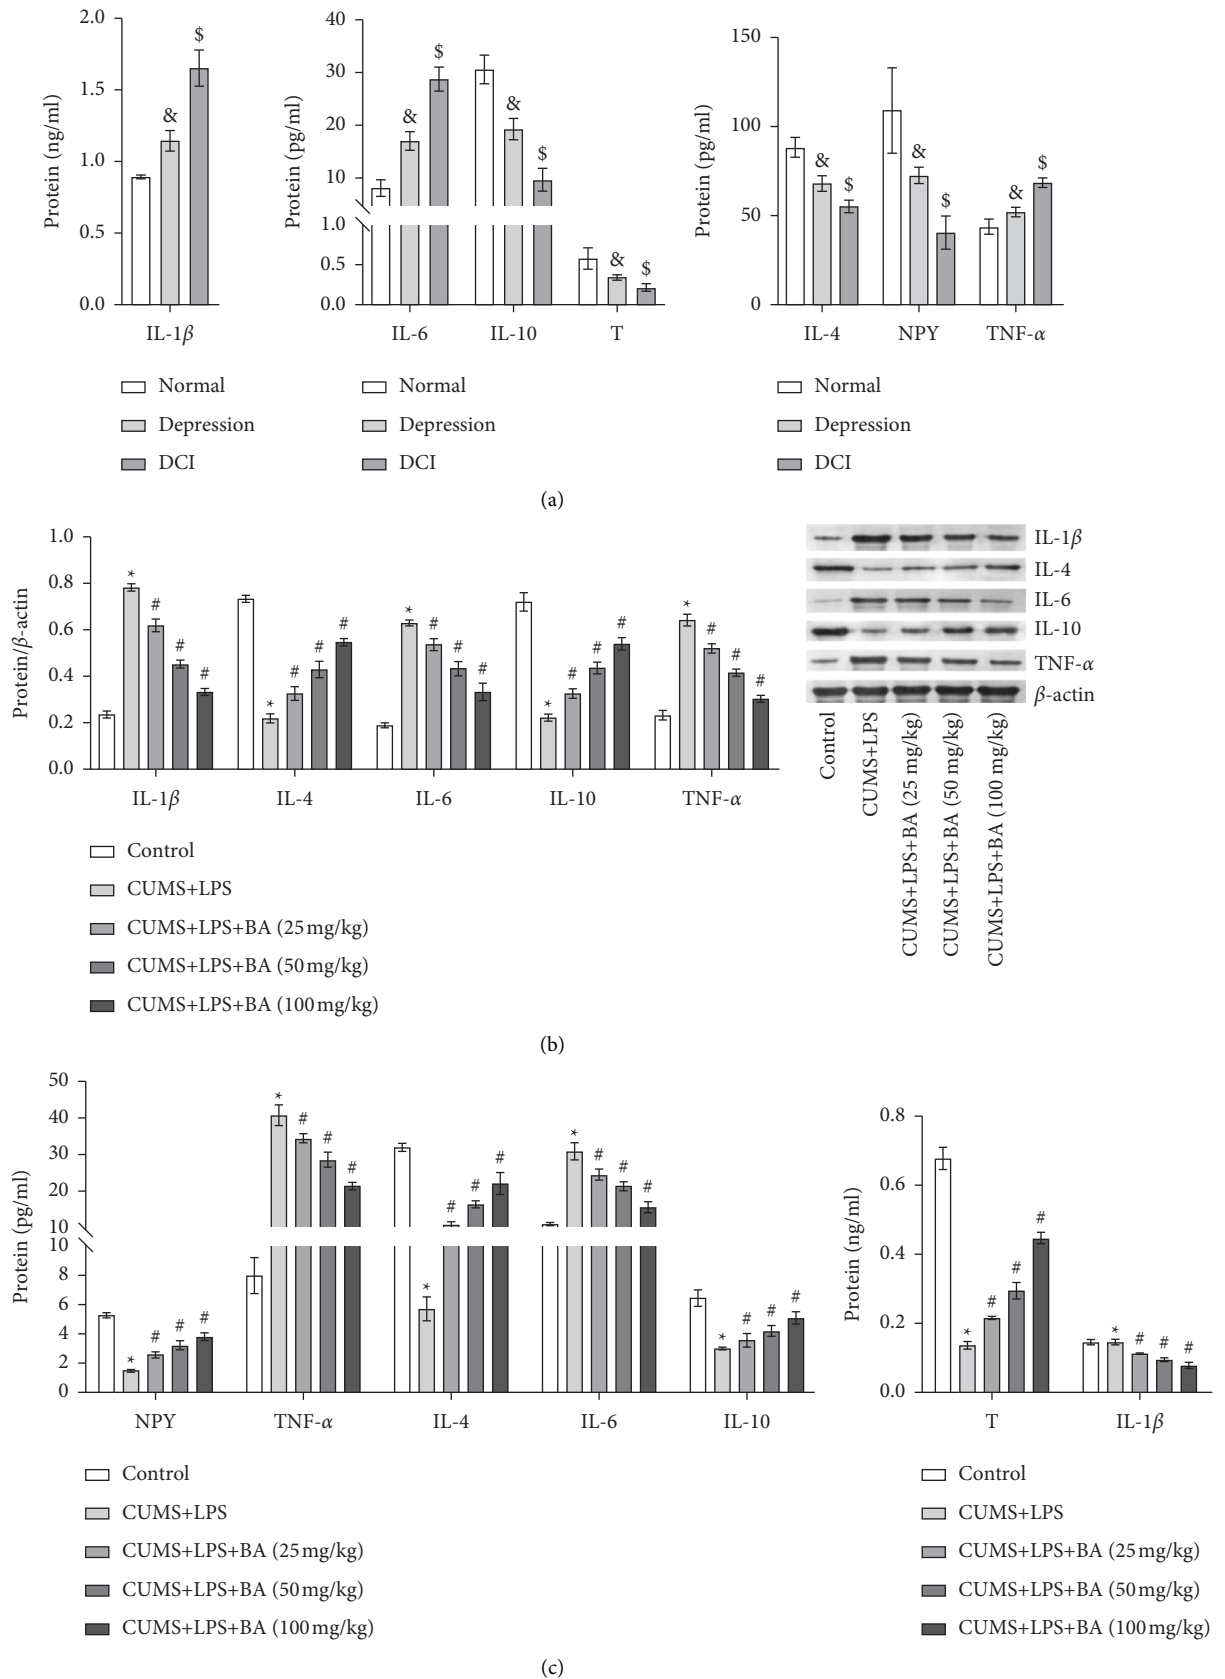 Protein (ng/ml)
2.0
1.5
1.0
0.5
0.0
&
$
IL-1β
Normal
Depression
DCI
Protein (pg/ml)
40
30
20
10
1.0
0.5
0.0
& $ & $ & $
IL-6 IL-10 T
Normal
Depression
DCI
Protein (pg/ml)
150
100
50
0
& $ & $ & $
IL-4 NPY TNF-α
Normal
Depression
DCI
(a)
Protein/β-actin
1.0
0.8
0.6
0.4
0.2
0.0
* # # # * # # # * # # # * # # # * # # #
IL-1β IL-4 IL-6 IL-10 TNF-α
Control
CUMS+LPS
CUMS+LPS+BA (25 mg/kg)
CUMS+LPS+BA (50 mg/kg)
CUMS+LPS+BA (100 mg/kg)
IL-1β
IL-4
IL-6
IL-10
TNF-α
β-actin
Control
CUMS+LPS
CUMS+LPS+BA (25 mg/kg)
CUMS+LPS+BA (50 mg/kg)
CUMS+LPS+BA (100 mg/kg)
(b)
Protein (pg/ml)
50
40
30
20
10
10
8
6
4
2
0
* # # # * # # # * # # # * # # # * # # #
NPY TNF-α IL-4 IL-6 IL-10
Control
CUMS+LPS
CUMS+LPS+BA (25 mg/kg)
CUMS+LPS+BA (50 mg/kg)
CUMS+LPS+BA (100 mg/kg)
Protein (ng/ml)
0.8
0.6
0.4
0.2
0.0
* # # # * # # #
T IL-1β
Control
CUMS+LPS
CUMS+LPS+BA (25 mg/kg)
CUMS+LPS+BA (50 mg/kg)
CUMS+LPS+BA (100 mg/kg)
(c)